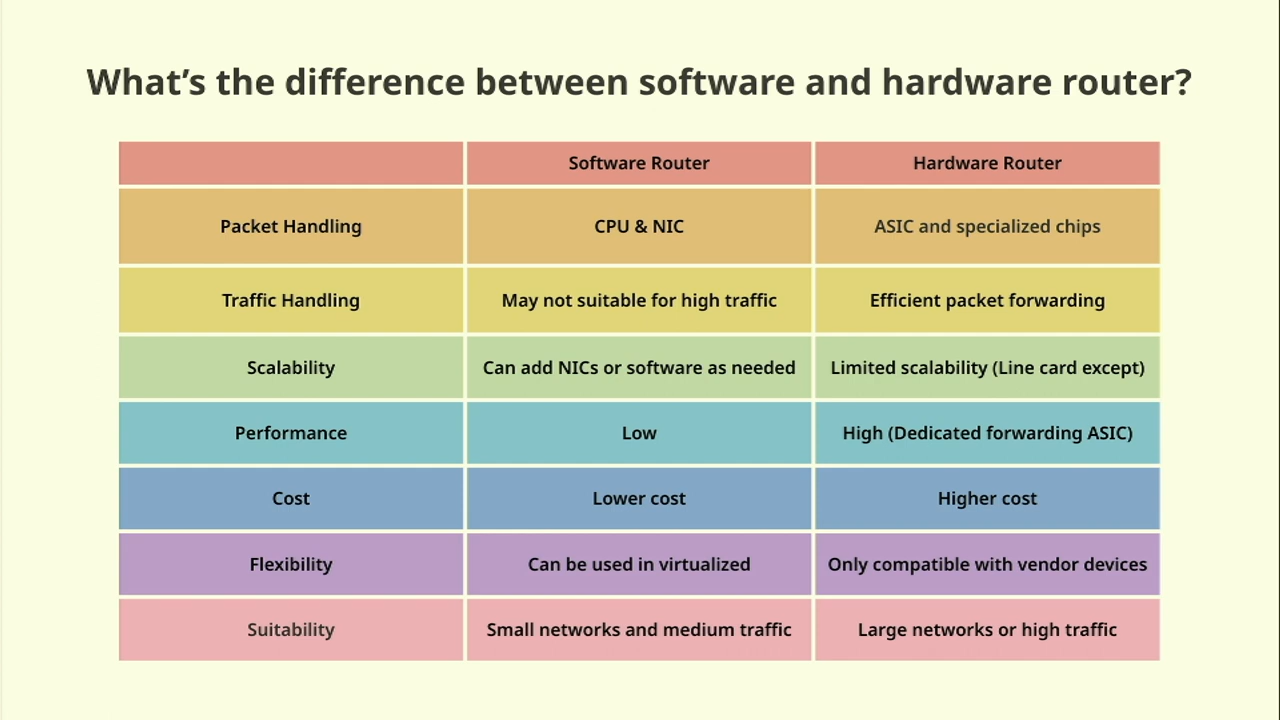 What’s the difference between software and hardware router?
Software Router
Hardware Router
Packet Handling
CPU & NIC
ASIC and specialized chips
Traffic Handling
May not suitable for high traffic
Efficient packet forwarding
Scalability
Can add NICs or software as needed
Limited scalability (Line card except)
Performance
Low
High (Dedicated forwarding ASIC)
Cost
Lower cost
Higher cost
Flexibility
Can be used in virtualized
Only compatible with vendor devices
Suitability
Small networks and medium traffic
Large networks or high traffic